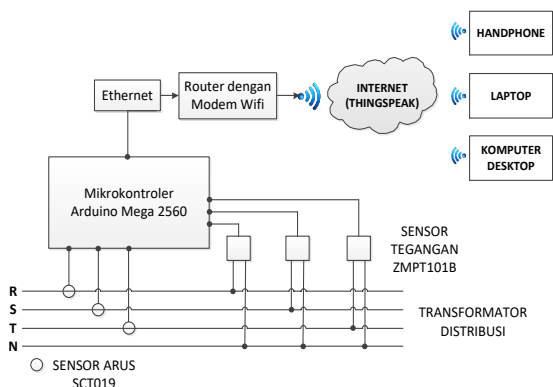 HANDPHONE
Ethernet
Router dengan
Modem Wifi
INTERNET
(THINGSPEAK)
LAPTOP
KOMPUTER
DESKTOP
Mikrokontroler
Arduino Mega 2560
SENSOR
TEGANGAN
ZMPT101B
R
S
T
N
TRANSFORMATOR
DISTRIBUSI
SENSOR ARUS
SCT019